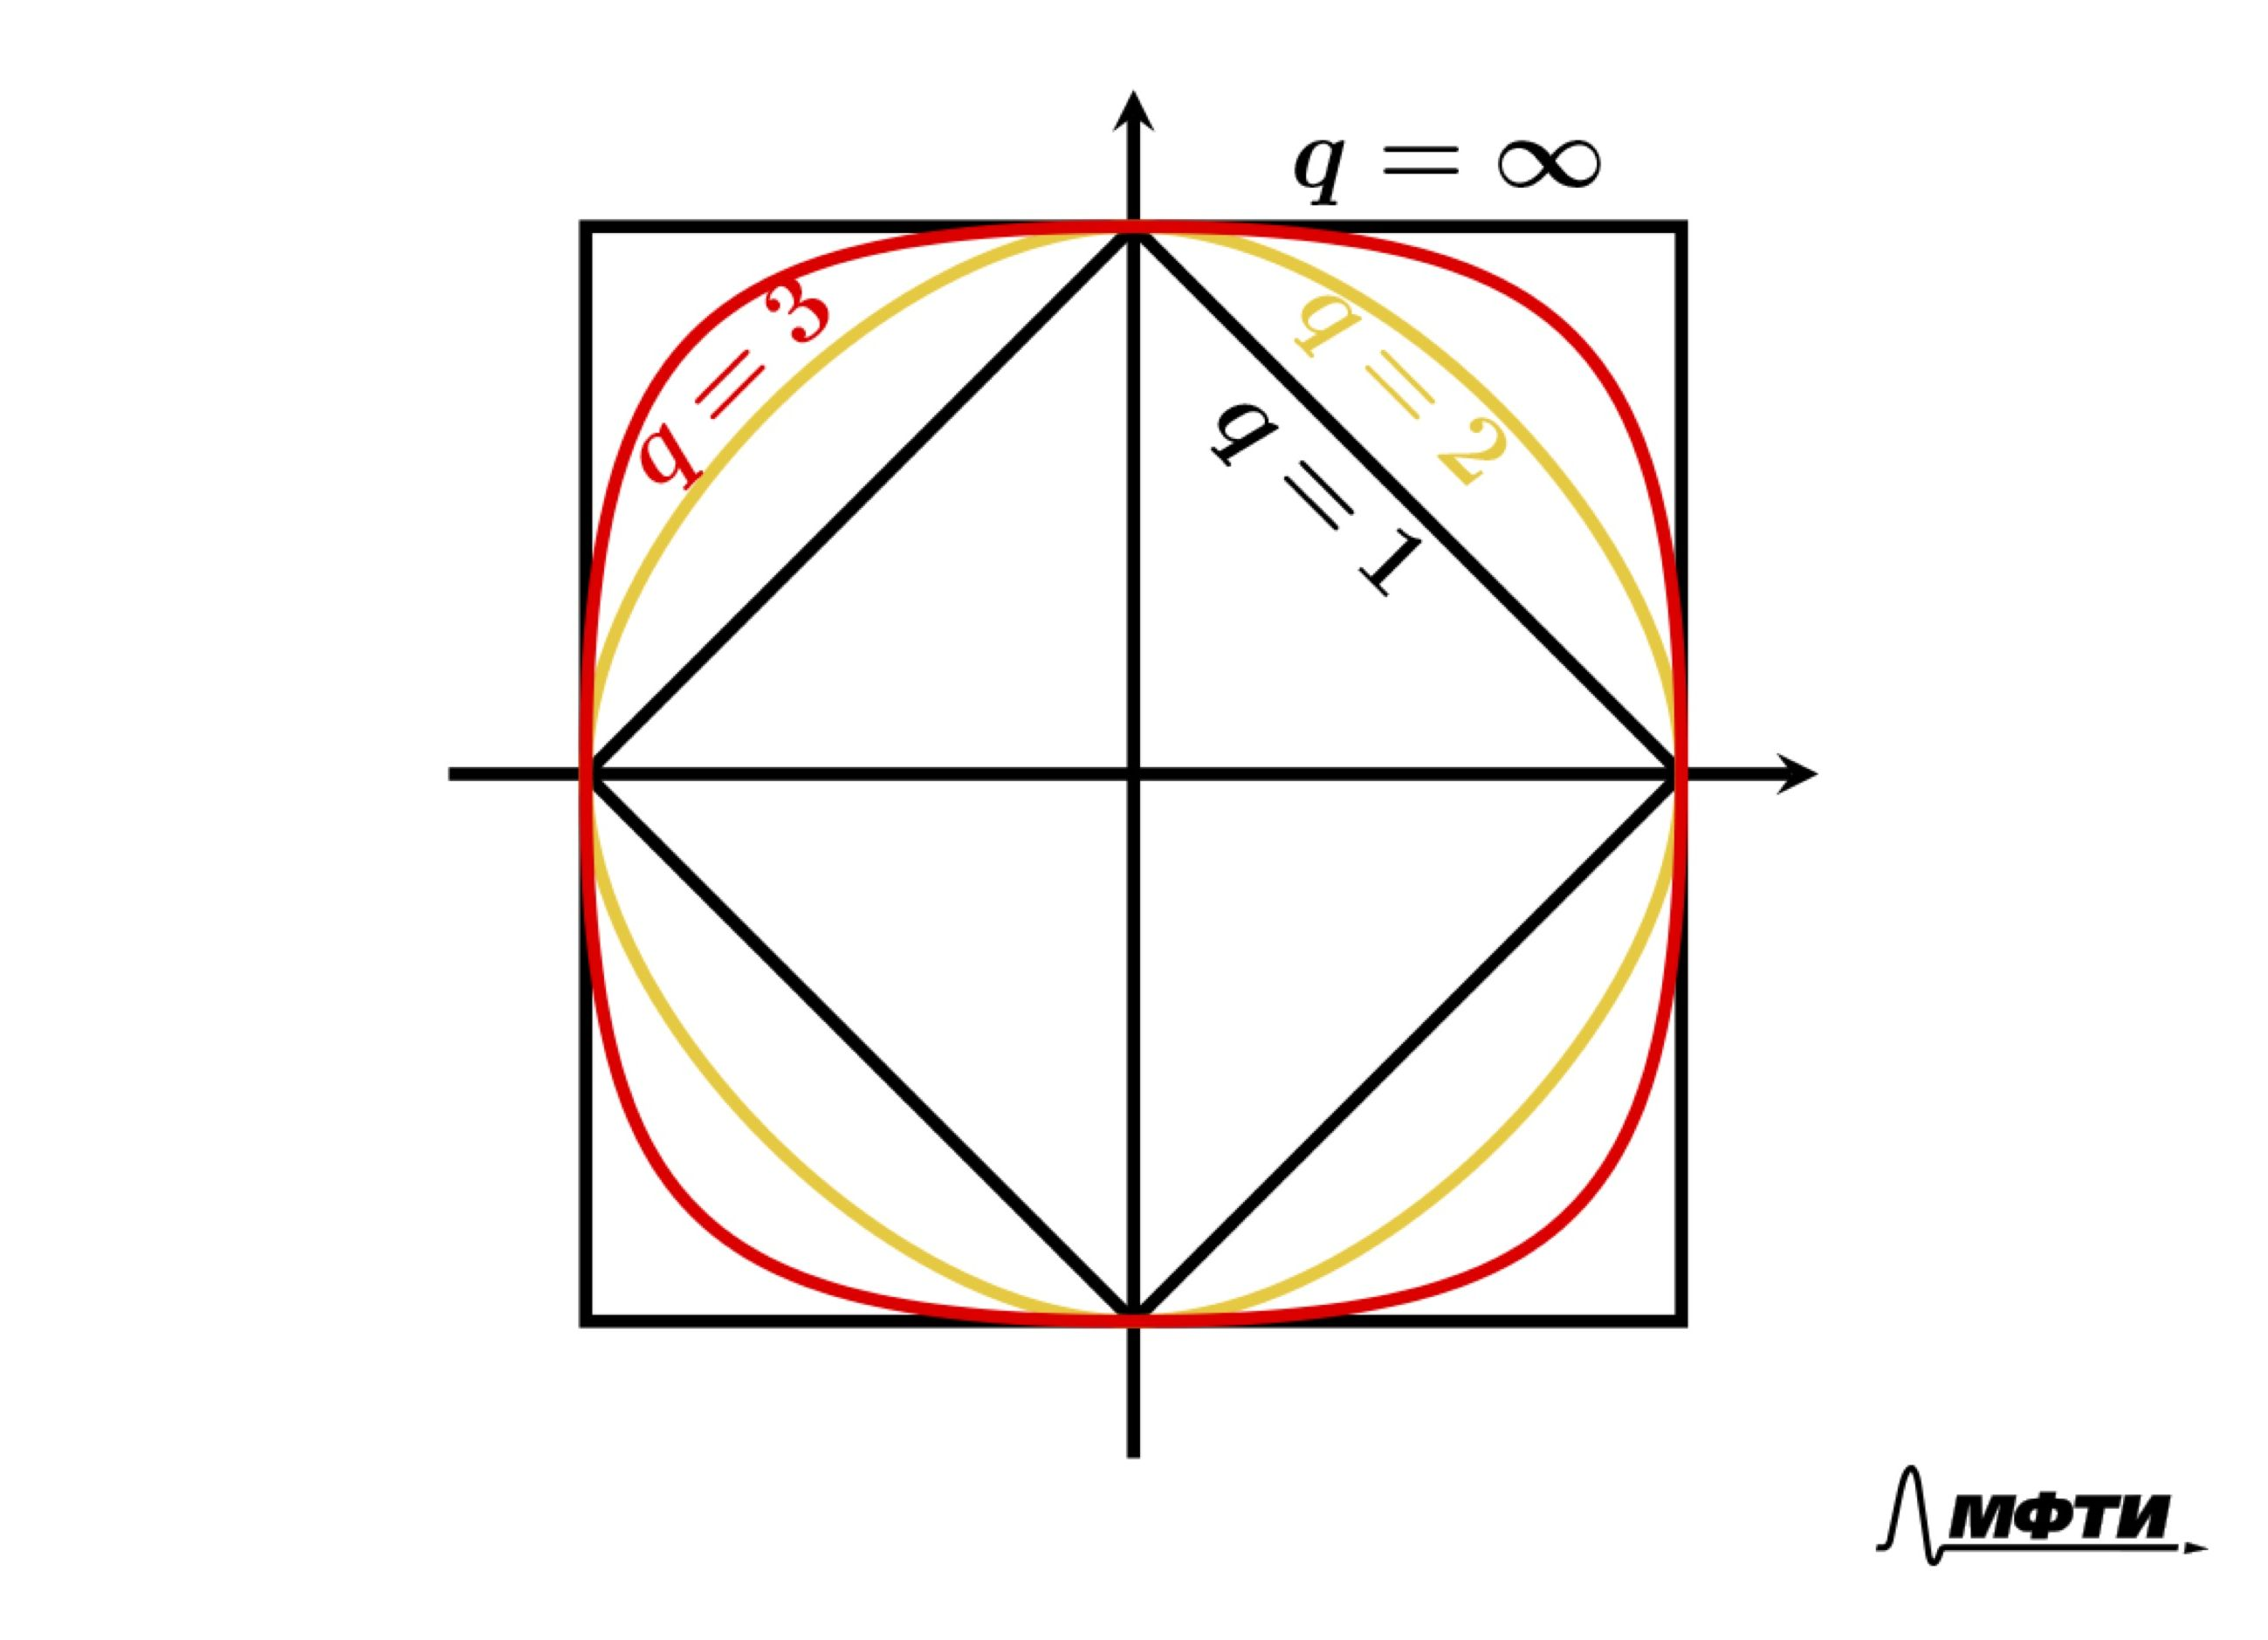 q = ∞
q = 3
q = 2
q = 1
МФТИ